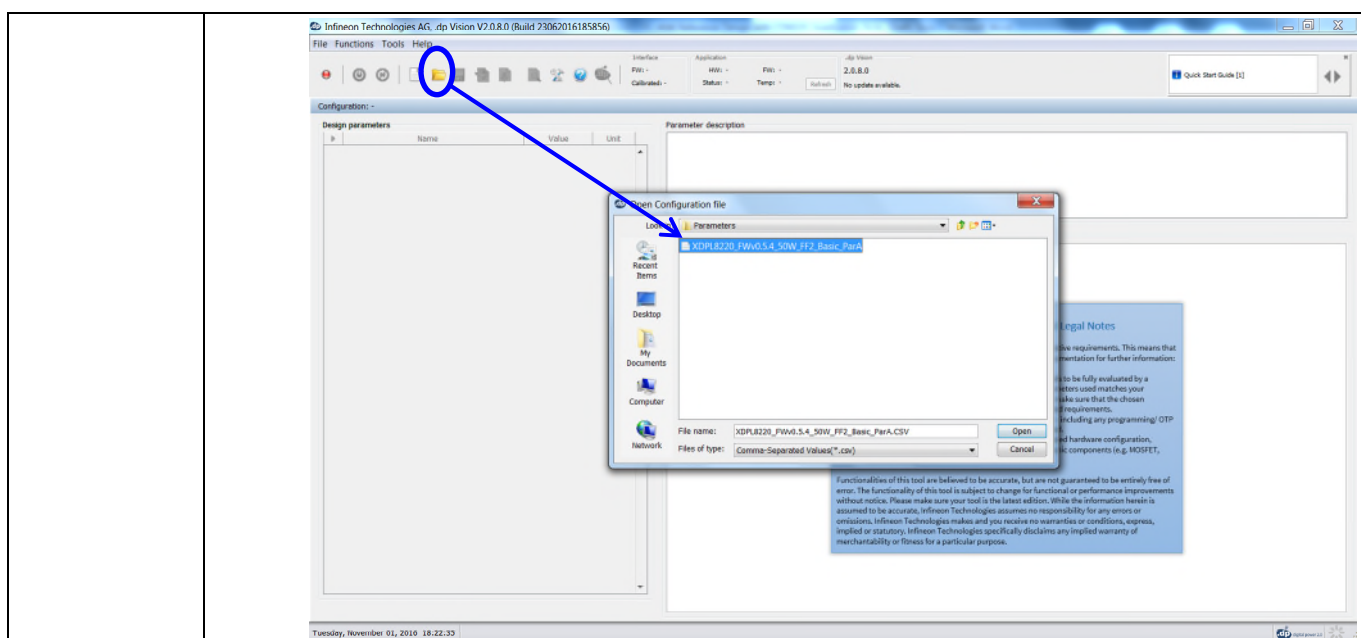 Infineon Technologies AG, .dp Vision V2.0.8.0 (Build 23062016185856)
File Functions Tools Help
Interface
FW: -
Calibrated: -
Application
HW: - FW: -
Status: - Temp: -
Refresh
.dp Vision
2.0.8.0
No update available.
Quick Start Guide [1]
Configuration: -
Design parameters
Name Value Unit
Parameter description
Open Configuration file
Look Parameters
XDPL8220_FWv0.5.4_50W_FF2_Basic_ParA
Recent
Items
Desktop
My
Documents
Computer
Network
File name: XDPL8220_FWv0.5.4_50W_FF2_Basic_ParA.CSV
Open
Files of type: Comma-Separated Values(*.csv)
Cancel
Legal Notes
requirements. This means that
mentation for further information:
to be fully evaluated by a
meters used matches your
make sure that the chosen
requirements.
including any programming/ OTP
ed hardware configuration,
ic components (e.g. MOSFET,
Functionalities of this tool are believed to be accurate, but are not guaranteed to be entirely free of
error. The functionality of this tool is subject to change for functional or performance improvements
without notice. Please make sure your tool is the latest edition. While the information herein is
assumed to be accurate, Infineon Technologies assumes no responsibility for any errors or
omissions. Infineon Technologies makes and you receive no warranties or conditions, express,
implied or statutory. Infineon Technologies specifically disclaims any implied warranty of
merchantability or fitness for a particular purpose.
Tuesday, November 01, 2016 18:22:35
.dp digital power 2.0